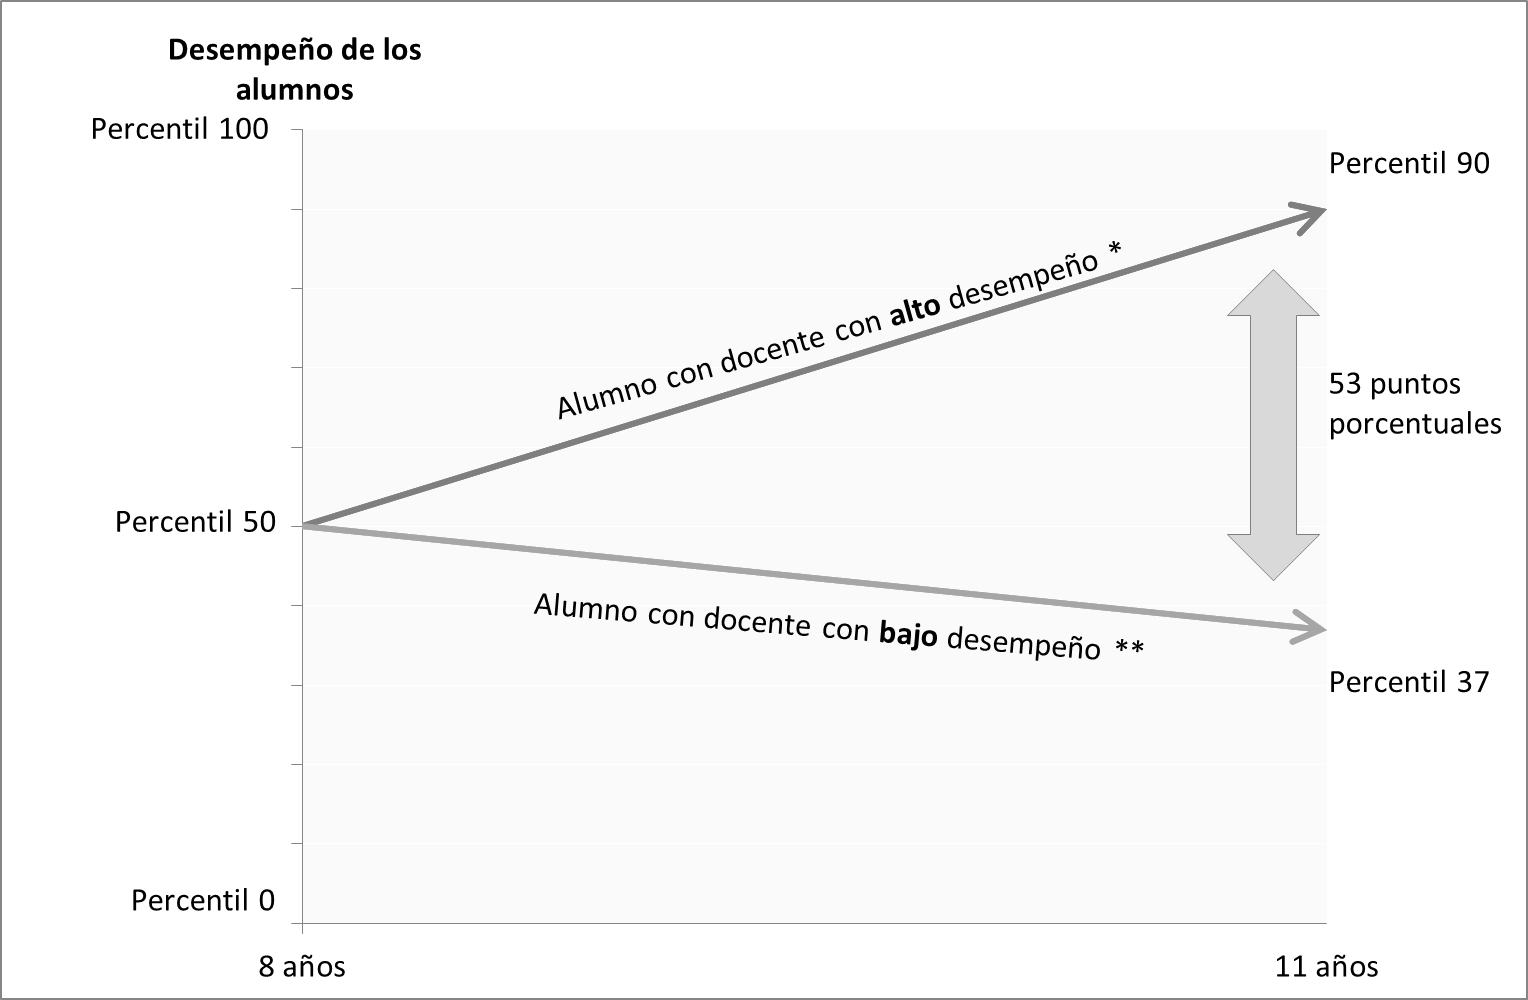 Desempeño de los
alumnos
Percentil 100
Percentil 90
Alumno con docente con alto desempeño *
53 puntos
porcentuales
Percentil 50
Alumno con docente con bajo desempeño **
Percentil 37
Percentil 0
8 años
11 años